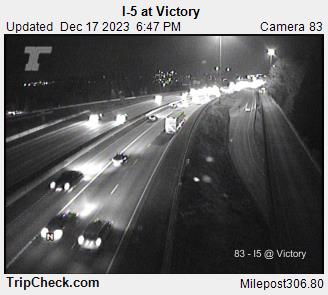 I-5 at Victory
Updated  Dec 17 2023  6:47 PM
Camera 83
T
N
83 - I5 @ Victory
TripCheck.com
Milepost306.80